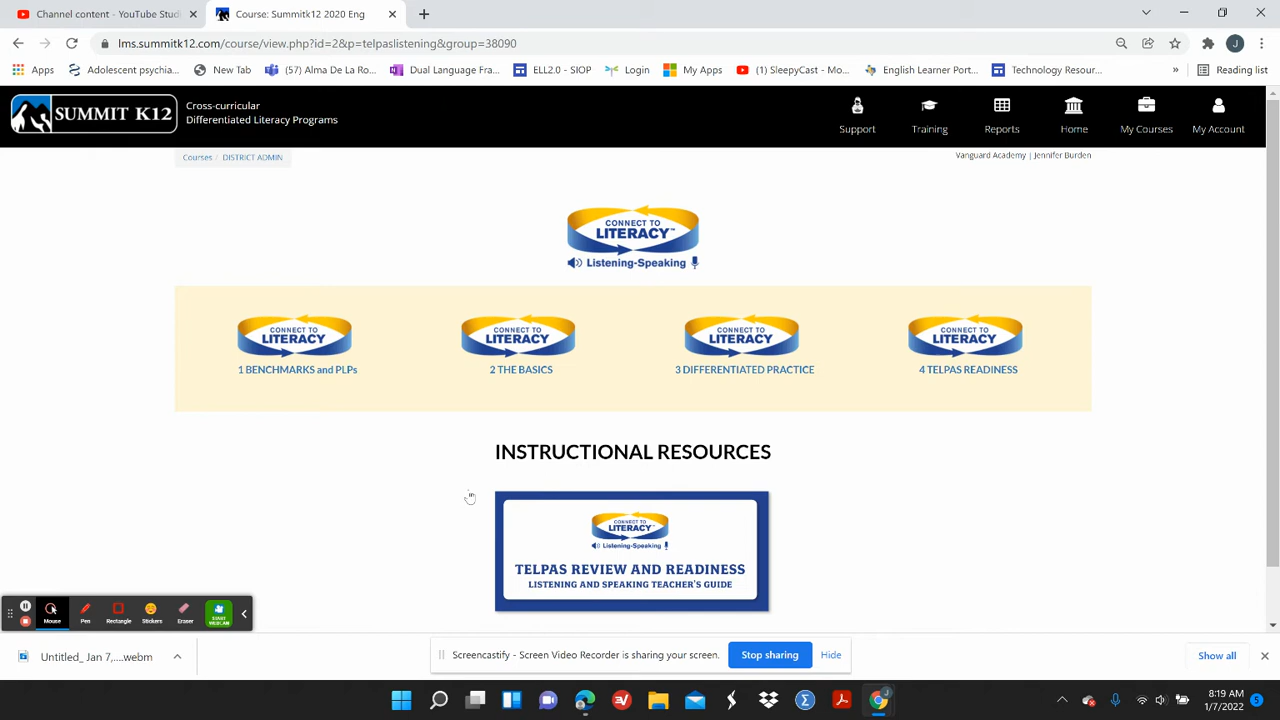 Channel content - YouTube Studi
Course: Summitk12 2020 Eng
lms.summitk12.com/course/view.php?id=2&p=telpaslistening&group=38090
Apps
Adolescent psychia...
New Tab
(57) Alma De La Ro...
Dual Language Fra...
ELL2.0 - SIOP
Login
My Apps
(1) SleepyCast - Mo...
English Learner Port...
Technology Resour...
»
Reading list
SUMMIT K12
Cross-curricular
Differentiated Literacy Programs
Support
Training
Reports
Home
My Courses
My Account
Courses / DISTRICT ADMIN
Vanguard Academy | Jennifer Burden
CONNECT TO
LITERACY™
Listening-Speaking
CONNECT TO
LITERACY
1 BENCHMARKS and PLPs
CONNECT TO
LITERACY
2 THE BASICS
CONNECT TO
LITERACY
3 DIFFERENTIATED PRACTICE
CONNECT TO
LITERACY
4 TELPAS READINESS
INSTRUCTIONAL RESOURCES
CONNECT TO
LITERACY
Listening-Speaking
TELPAS REVIEW AND READINESS
LISTENING AND SPEAKING TEACHER'S GUIDE
Mouse
Pen
Rectangle
Stickers
Eraser
START
WEBCAM
Untitled_ Jan 7,....webm
Screencastify - Screen Video Recorder is sharing your screen.
Stop sharing
Hide
Show all
8:19 AM
1/7/2022
5